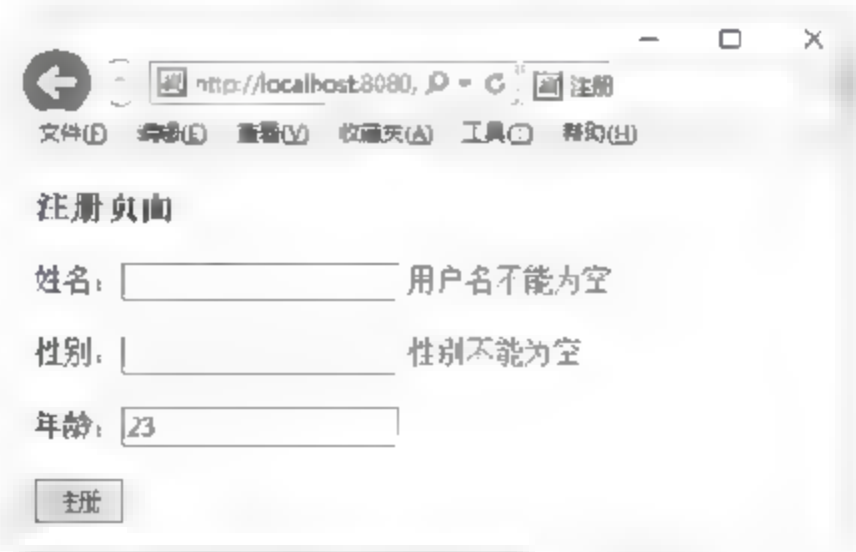 http://localhost:8080, 注册
文件(F) 编辑(E) 查看(V) 收藏夹(A) 工具(T) 帮助(H)
注册页面
姓名: 用户名不能为空
性别: 性别不能为空
年龄: 23
注册